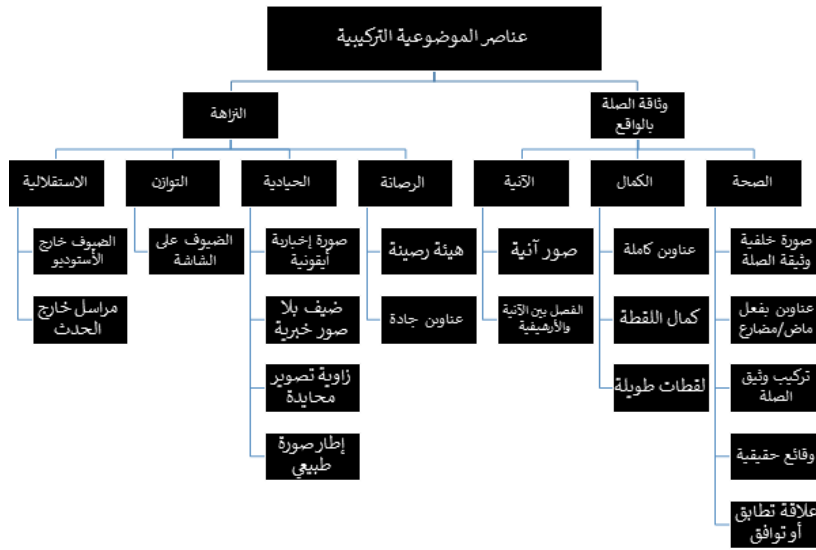 عناصر الموضوعية التركيبية
وثاقة الصلة
بالواقع
النزاهة
الصحة
الكمال
الآنية
الرصانة
الحيادية
التوازن
الاستقلالية
صورة خلفية
وثيقة الصلة
عناوين بفعل
ماض/مضارع
تركيب وثيق
الصلة
وقائع حقيقية
علاقة تطابق
أو توافق
عناوين كاملة
كمال اللقطة
لقطات طويلة
صور آنية
الفصل بين الآنية
والأرشيفية
هيئة رصينة
عناوين جادة
صورة إخبارية
أيقونية
ضيف بلا
صور خبرية
زاوية تصوير
محايدة
إطار صورة
طبيعي
الضيوف على
الشاشة
الضيوف خارج
الأستوديو
مراسل خارج
الحدث